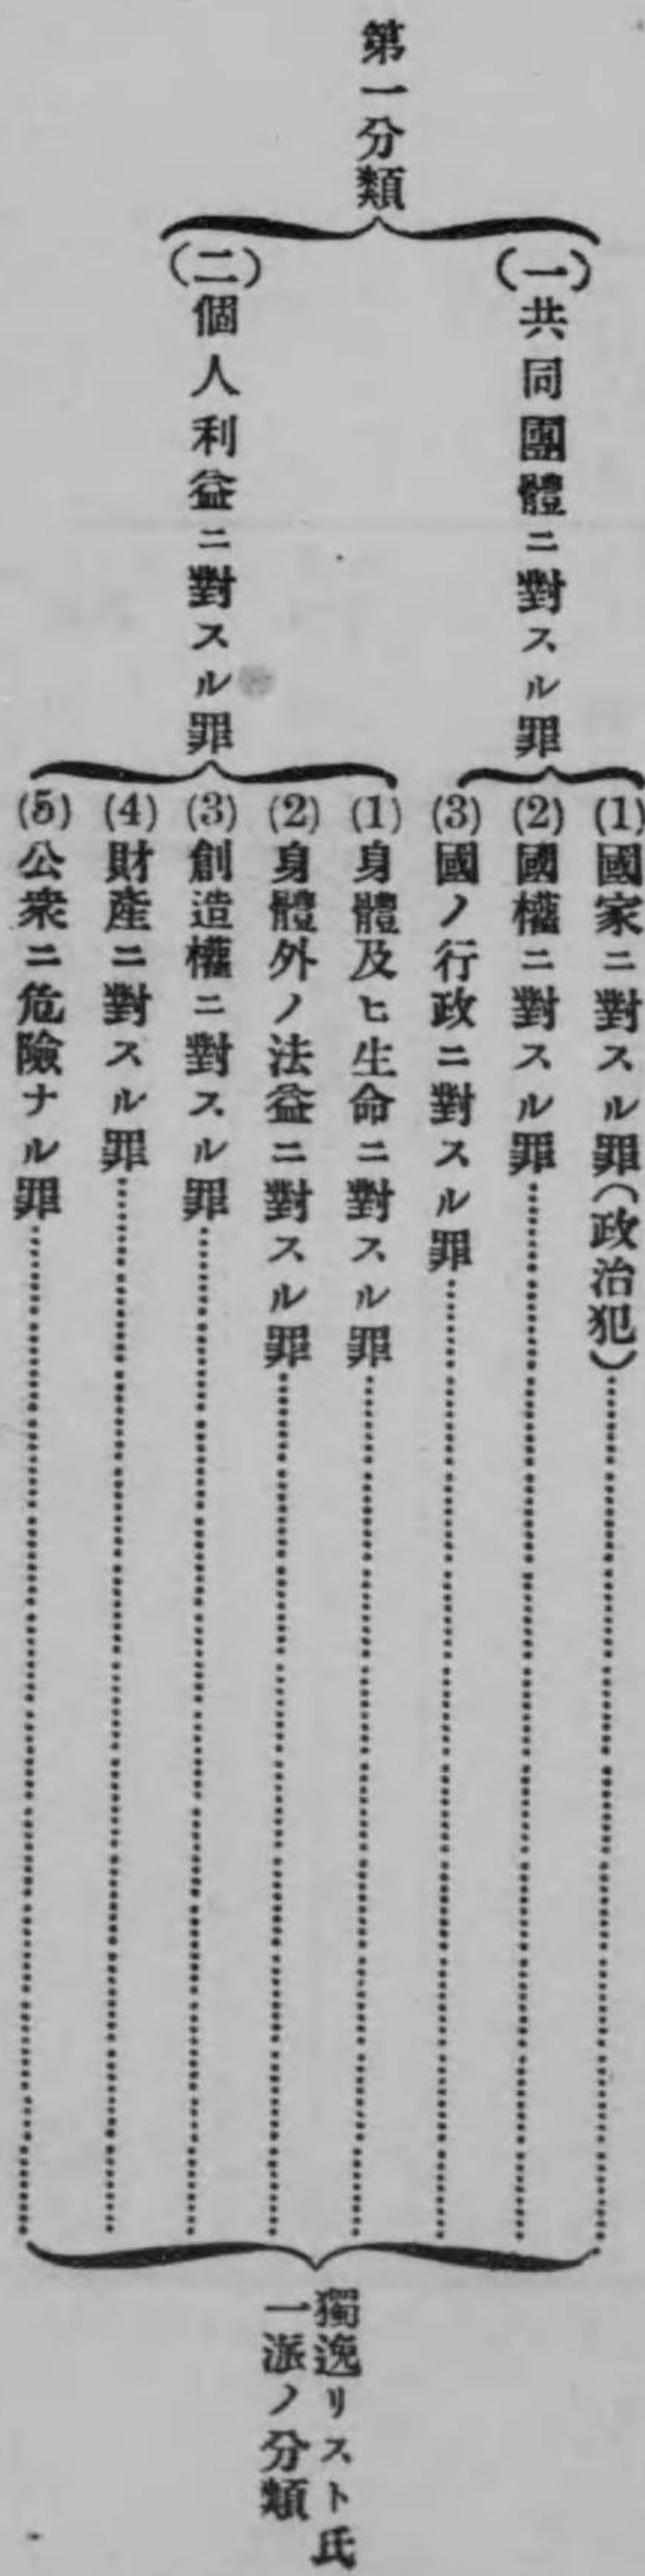 第一分類
(一)共同團體ニ對スル罪
(1)國家ニ對スル罪(政治犯)
(2)國權ニ對スル罪
(3)國ノ行政ニ對スル罪
(二)個人利益ニ對スル罪
(1)身體及ヒ生命ニ對スル罪
(2)身體外ノ法益ニ對スル罪
(3)創造權ニ對スル罪
(4)財產ニ對スル罪
(5)公衆ニ危險ナル罪
獨逸リスト氏
一派ノ分類